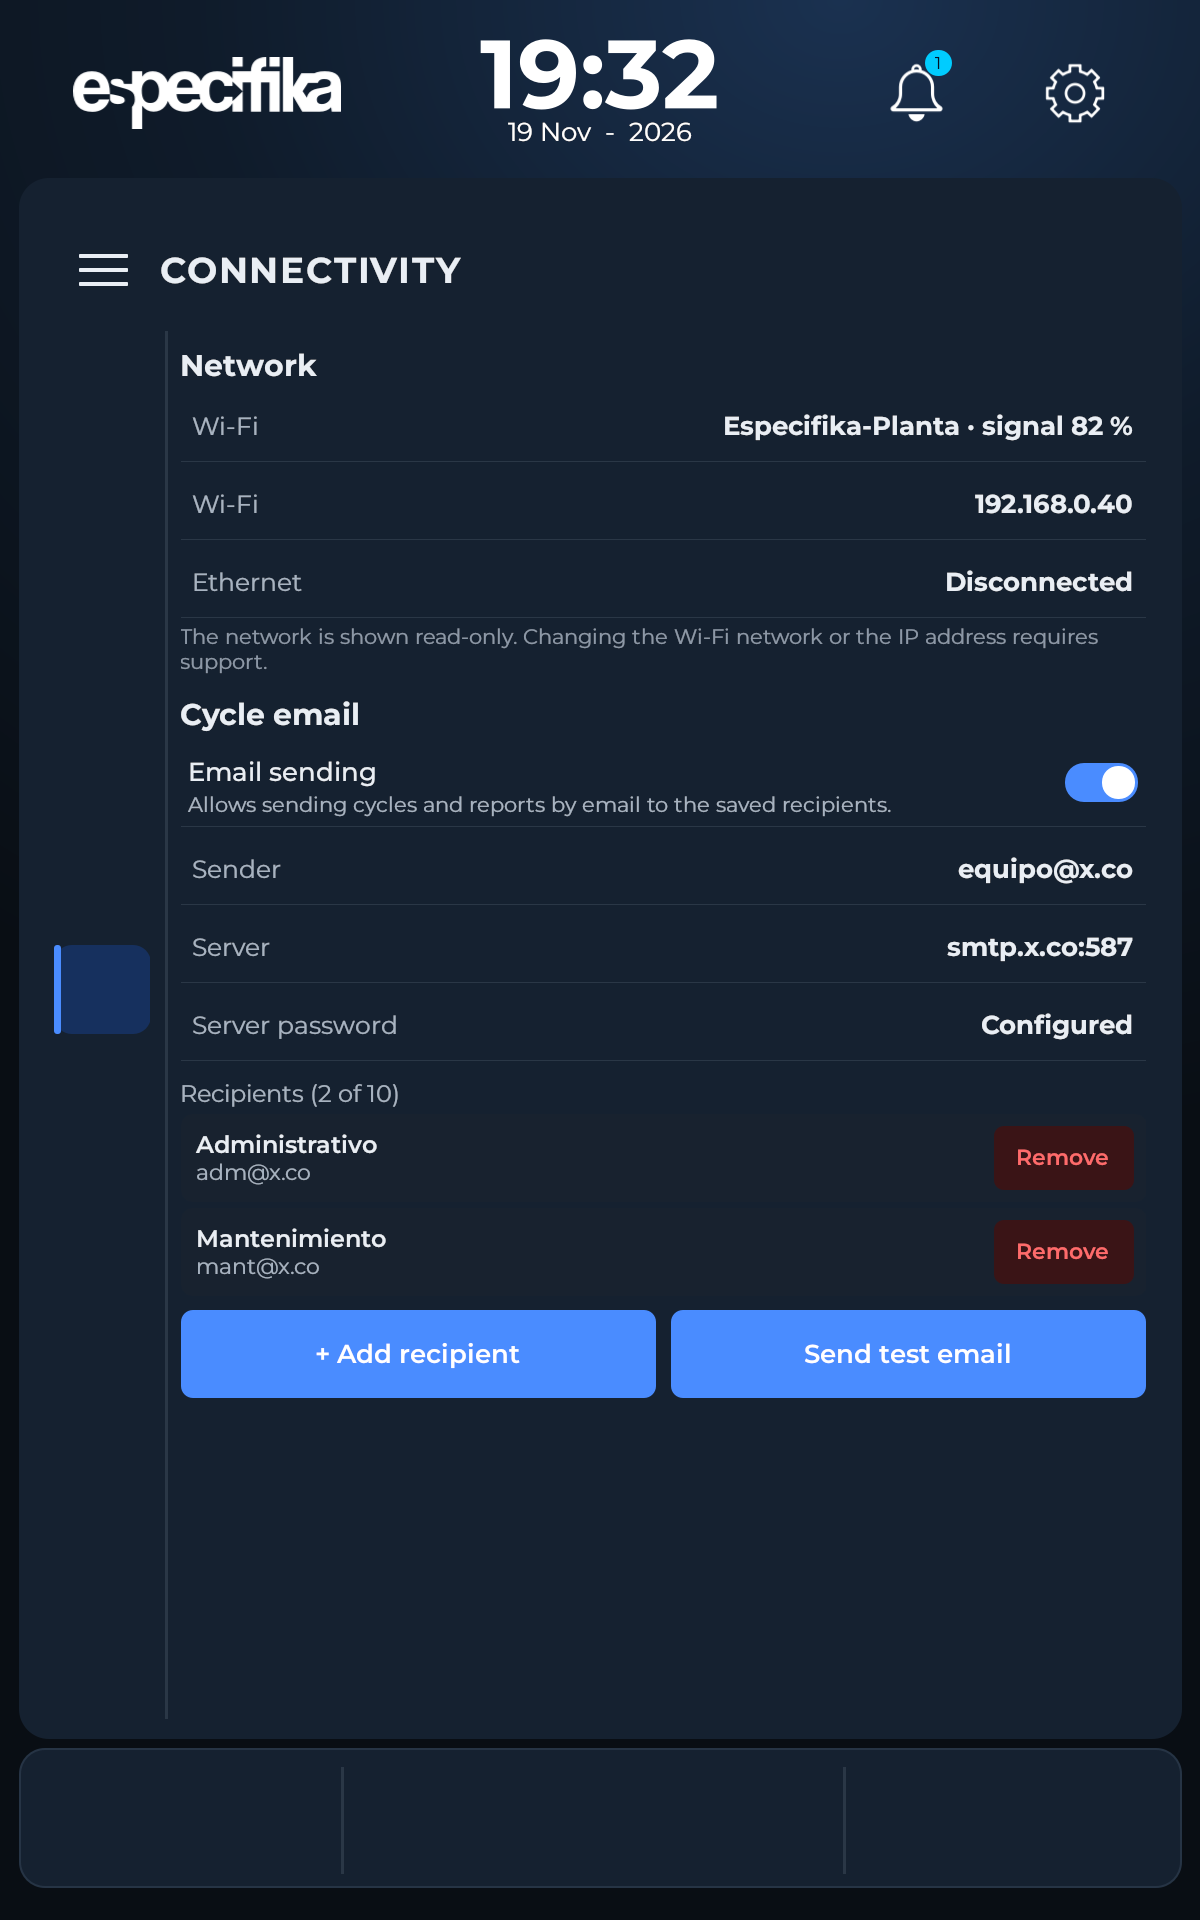 especifika
19:32
19 Nov - 2026
1
CONNECTIVITY
Network
Wi-Fi
Especifika-Planta · signal 82 %
Wi-Fi
192.168.0.40
Ethernet
Disconnected
The network is shown read-only. Changing the Wi-Fi network or the IP address requires
support.
Cycle email
Email sending
Allows sending cycles and reports by email to the saved recipients.
Sender
equipo@x.co
Server
smtp.x.co:587
Server password
Configured
Recipients (2 of 10)
Administrativo
adm@x.co
Remove
Mantenimiento
mant@x.co
Remove
+ Add recipient
Send test email